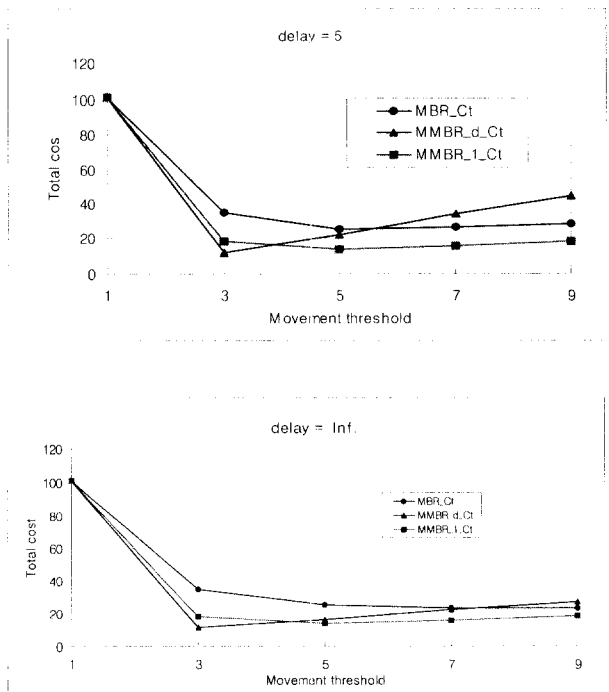 delay = 5
120
100
80
60
40
20
0
Total cos
MBR_Ct
MMBR_d_Ct
MMBR_1_Ct
1 3 5 7 9
Movement threshold
delay = Inf.
120
100
80
60
40
20
0
Total cost
MBR_Ct
MMBR_d_Ct
MMBR_1_Ct
1 3 5 7 9
Movement threshold